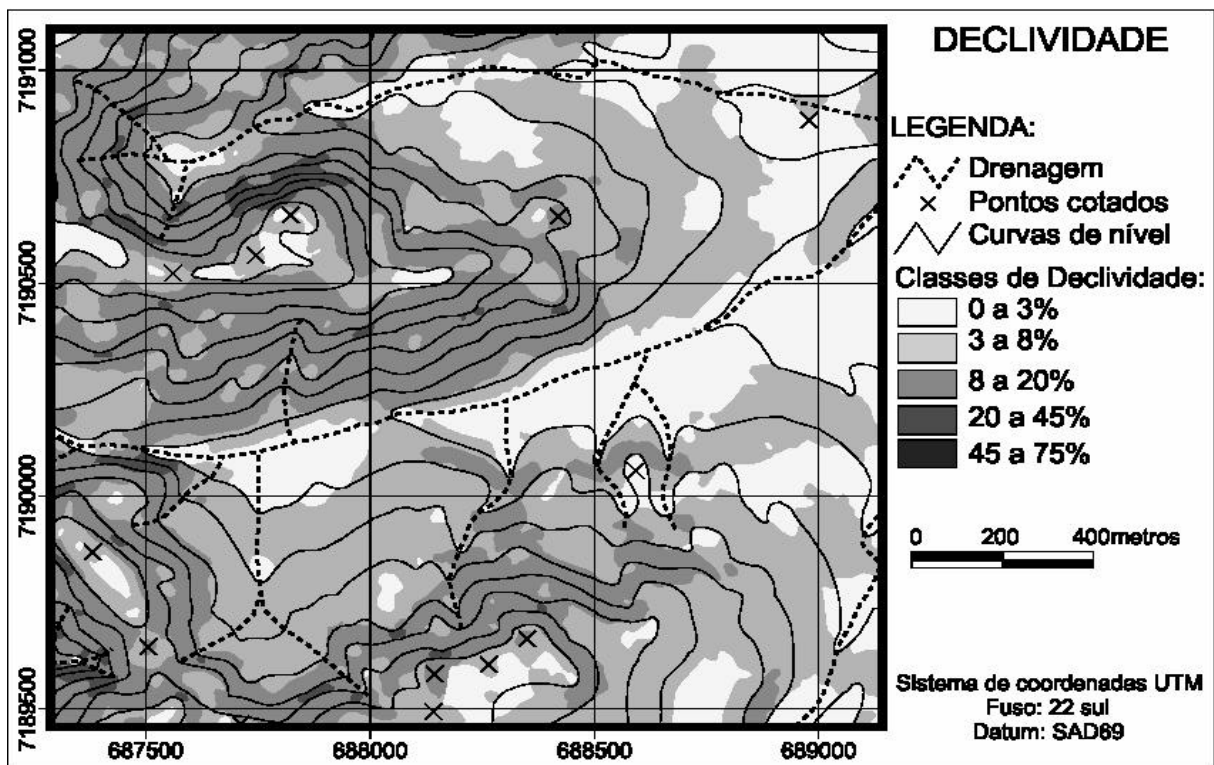 DECLIVIDADE
LEGENDA:
Drenagem
Pontos cotados
Curvas de nível
Classes de Declividade:
0 a 3%
3 a 8%
8 a 20%
20 a 45%
45 a 75%
0 200 400metros
Sistema de coordenadas UTM
Fuso: 22 sul
Datum: SAD69
7191000
7190500
7190000
7189500
687500 688000 688500 689000